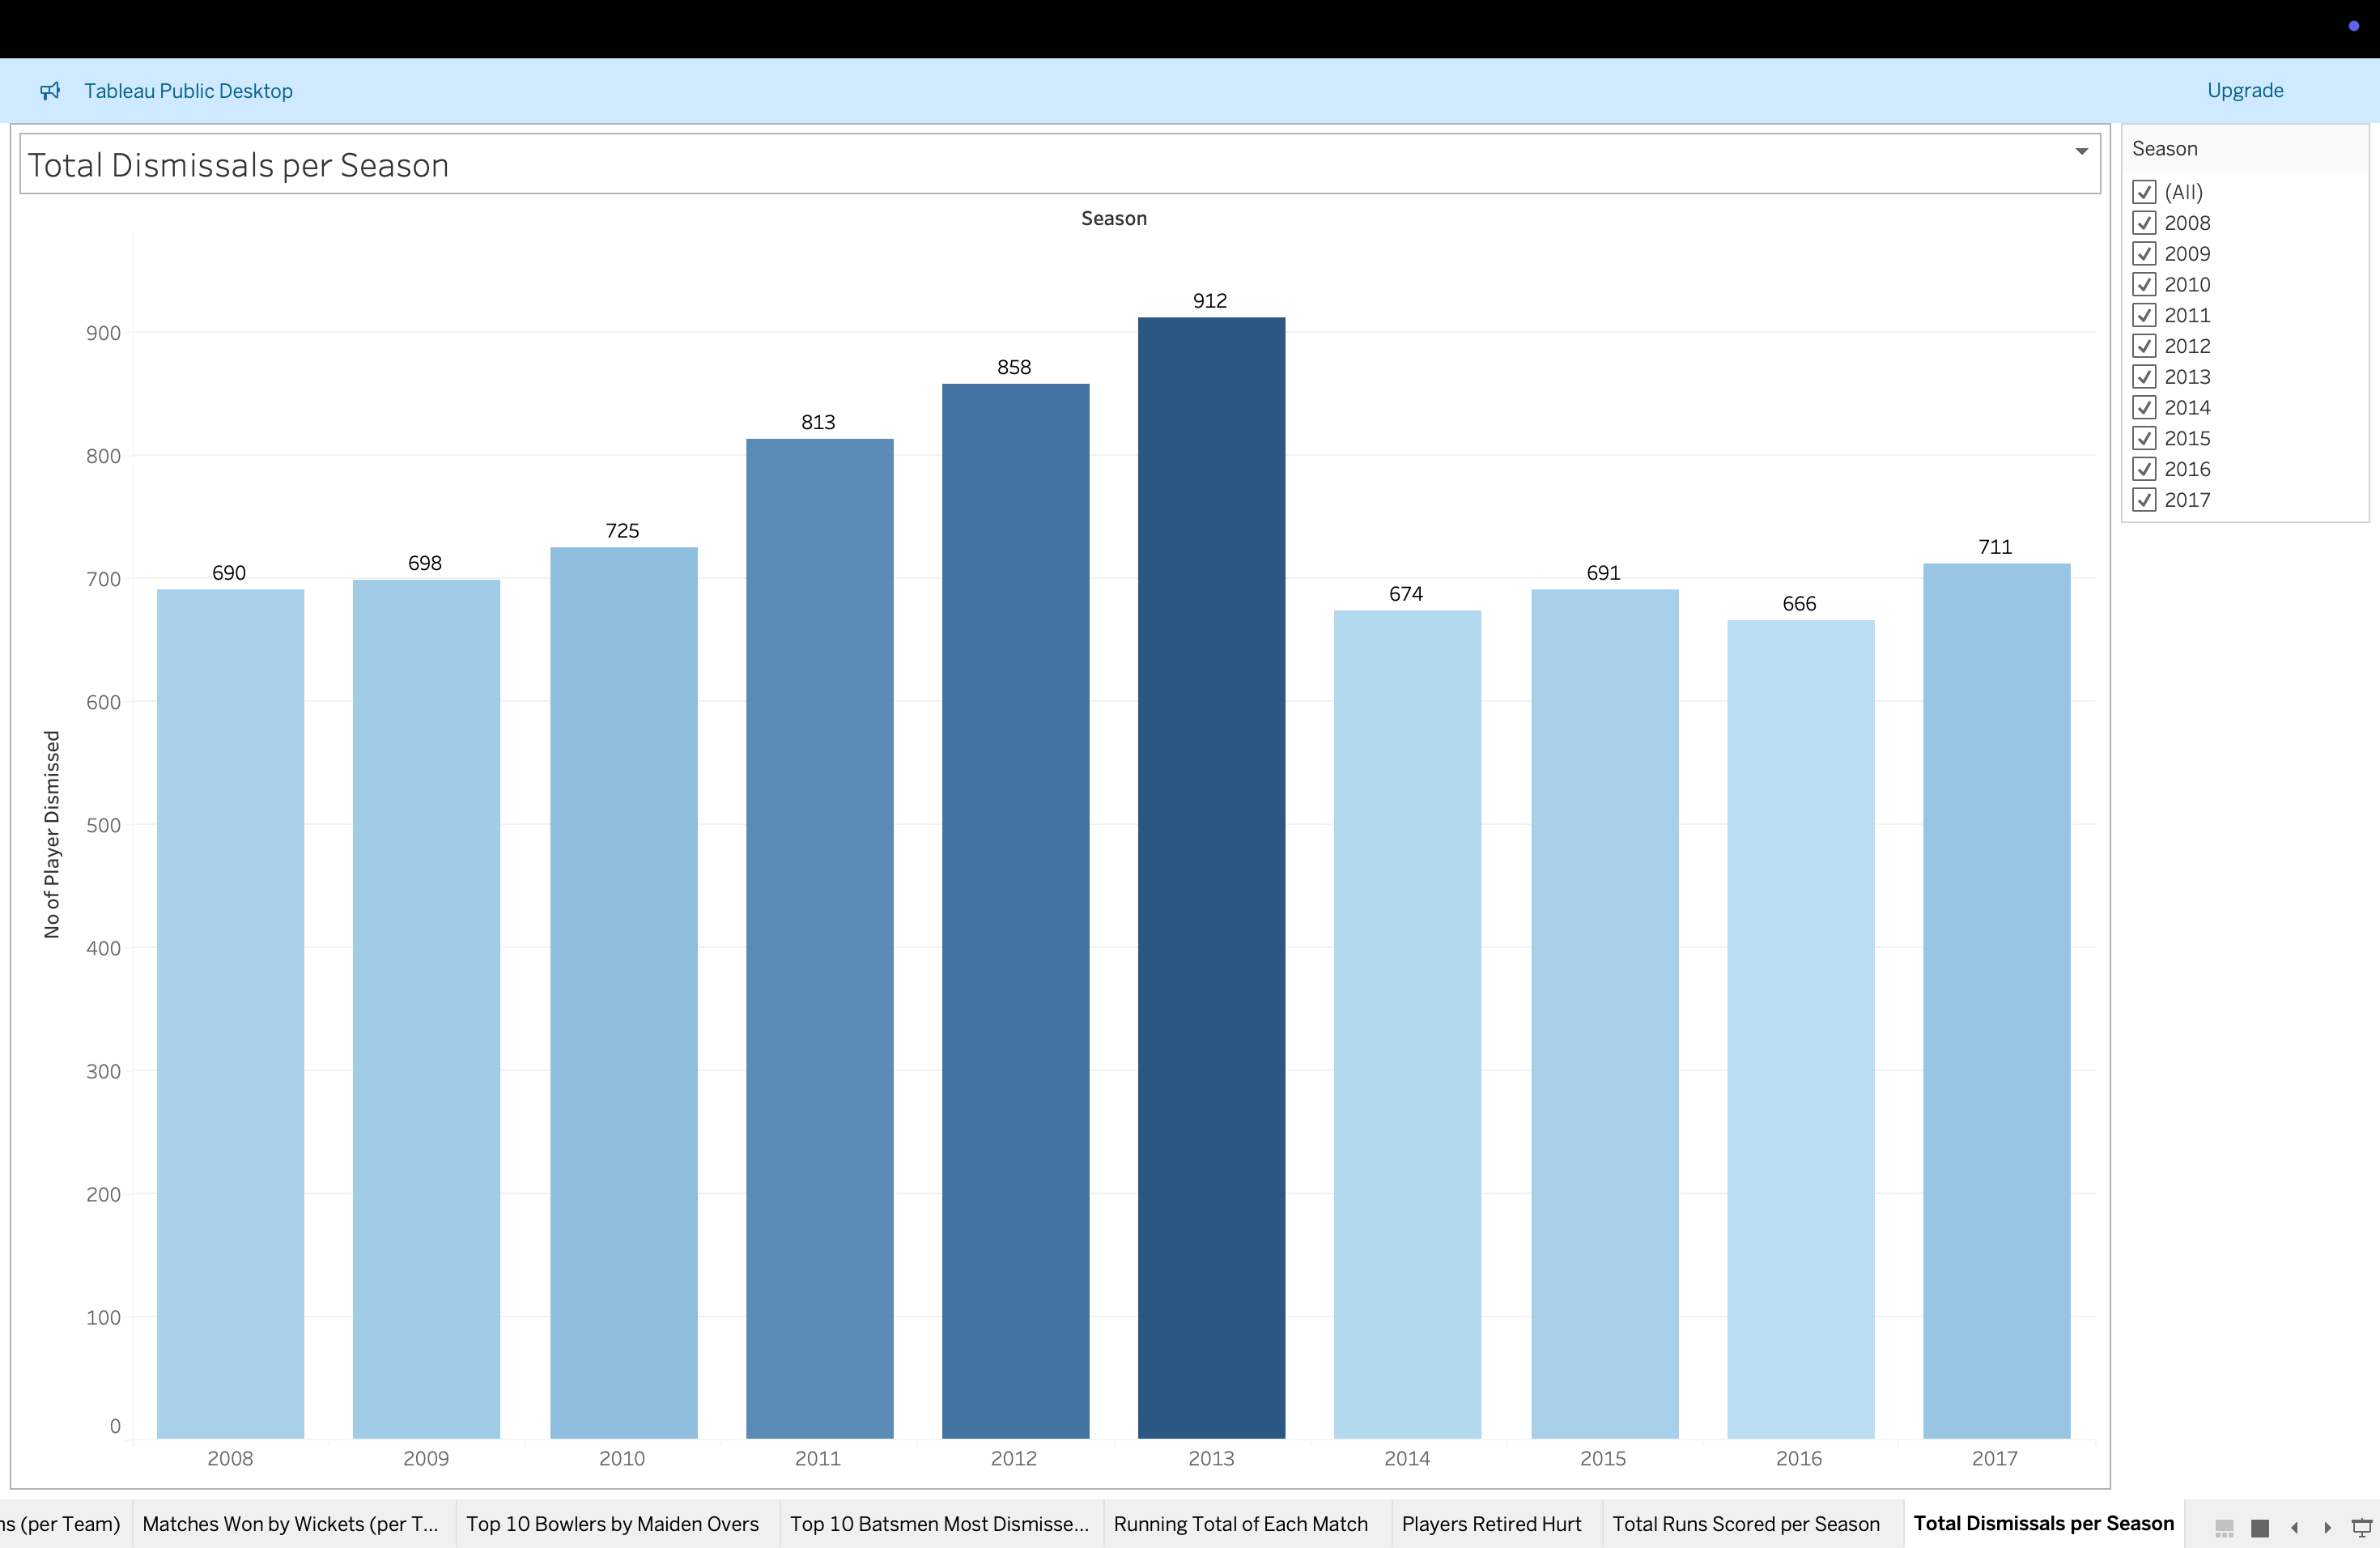 Tableau Public Desktop
Upgrade
Total Dismissals per Season
Season
Season
(All)
2008
2009
2010
2011
2012
2013
2014
2015
2016
2017
No of Player Dismissed
900
800
700
600
500
400
300
200
100
0
690
698
725
813
858
912
674
691
666
711
2008
2009
2010
2011
2012
2013
2014
2015
2016
2017
ns (per Team)
Matches Won by Wickets (per T...
Top 10 Bowlers by Maiden Overs
Top 10 Batsmen Most Dismisse...
Running Total of Each Match
Players Retired Hurt
Total Runs Scored per Season
Total Dismissals per Season